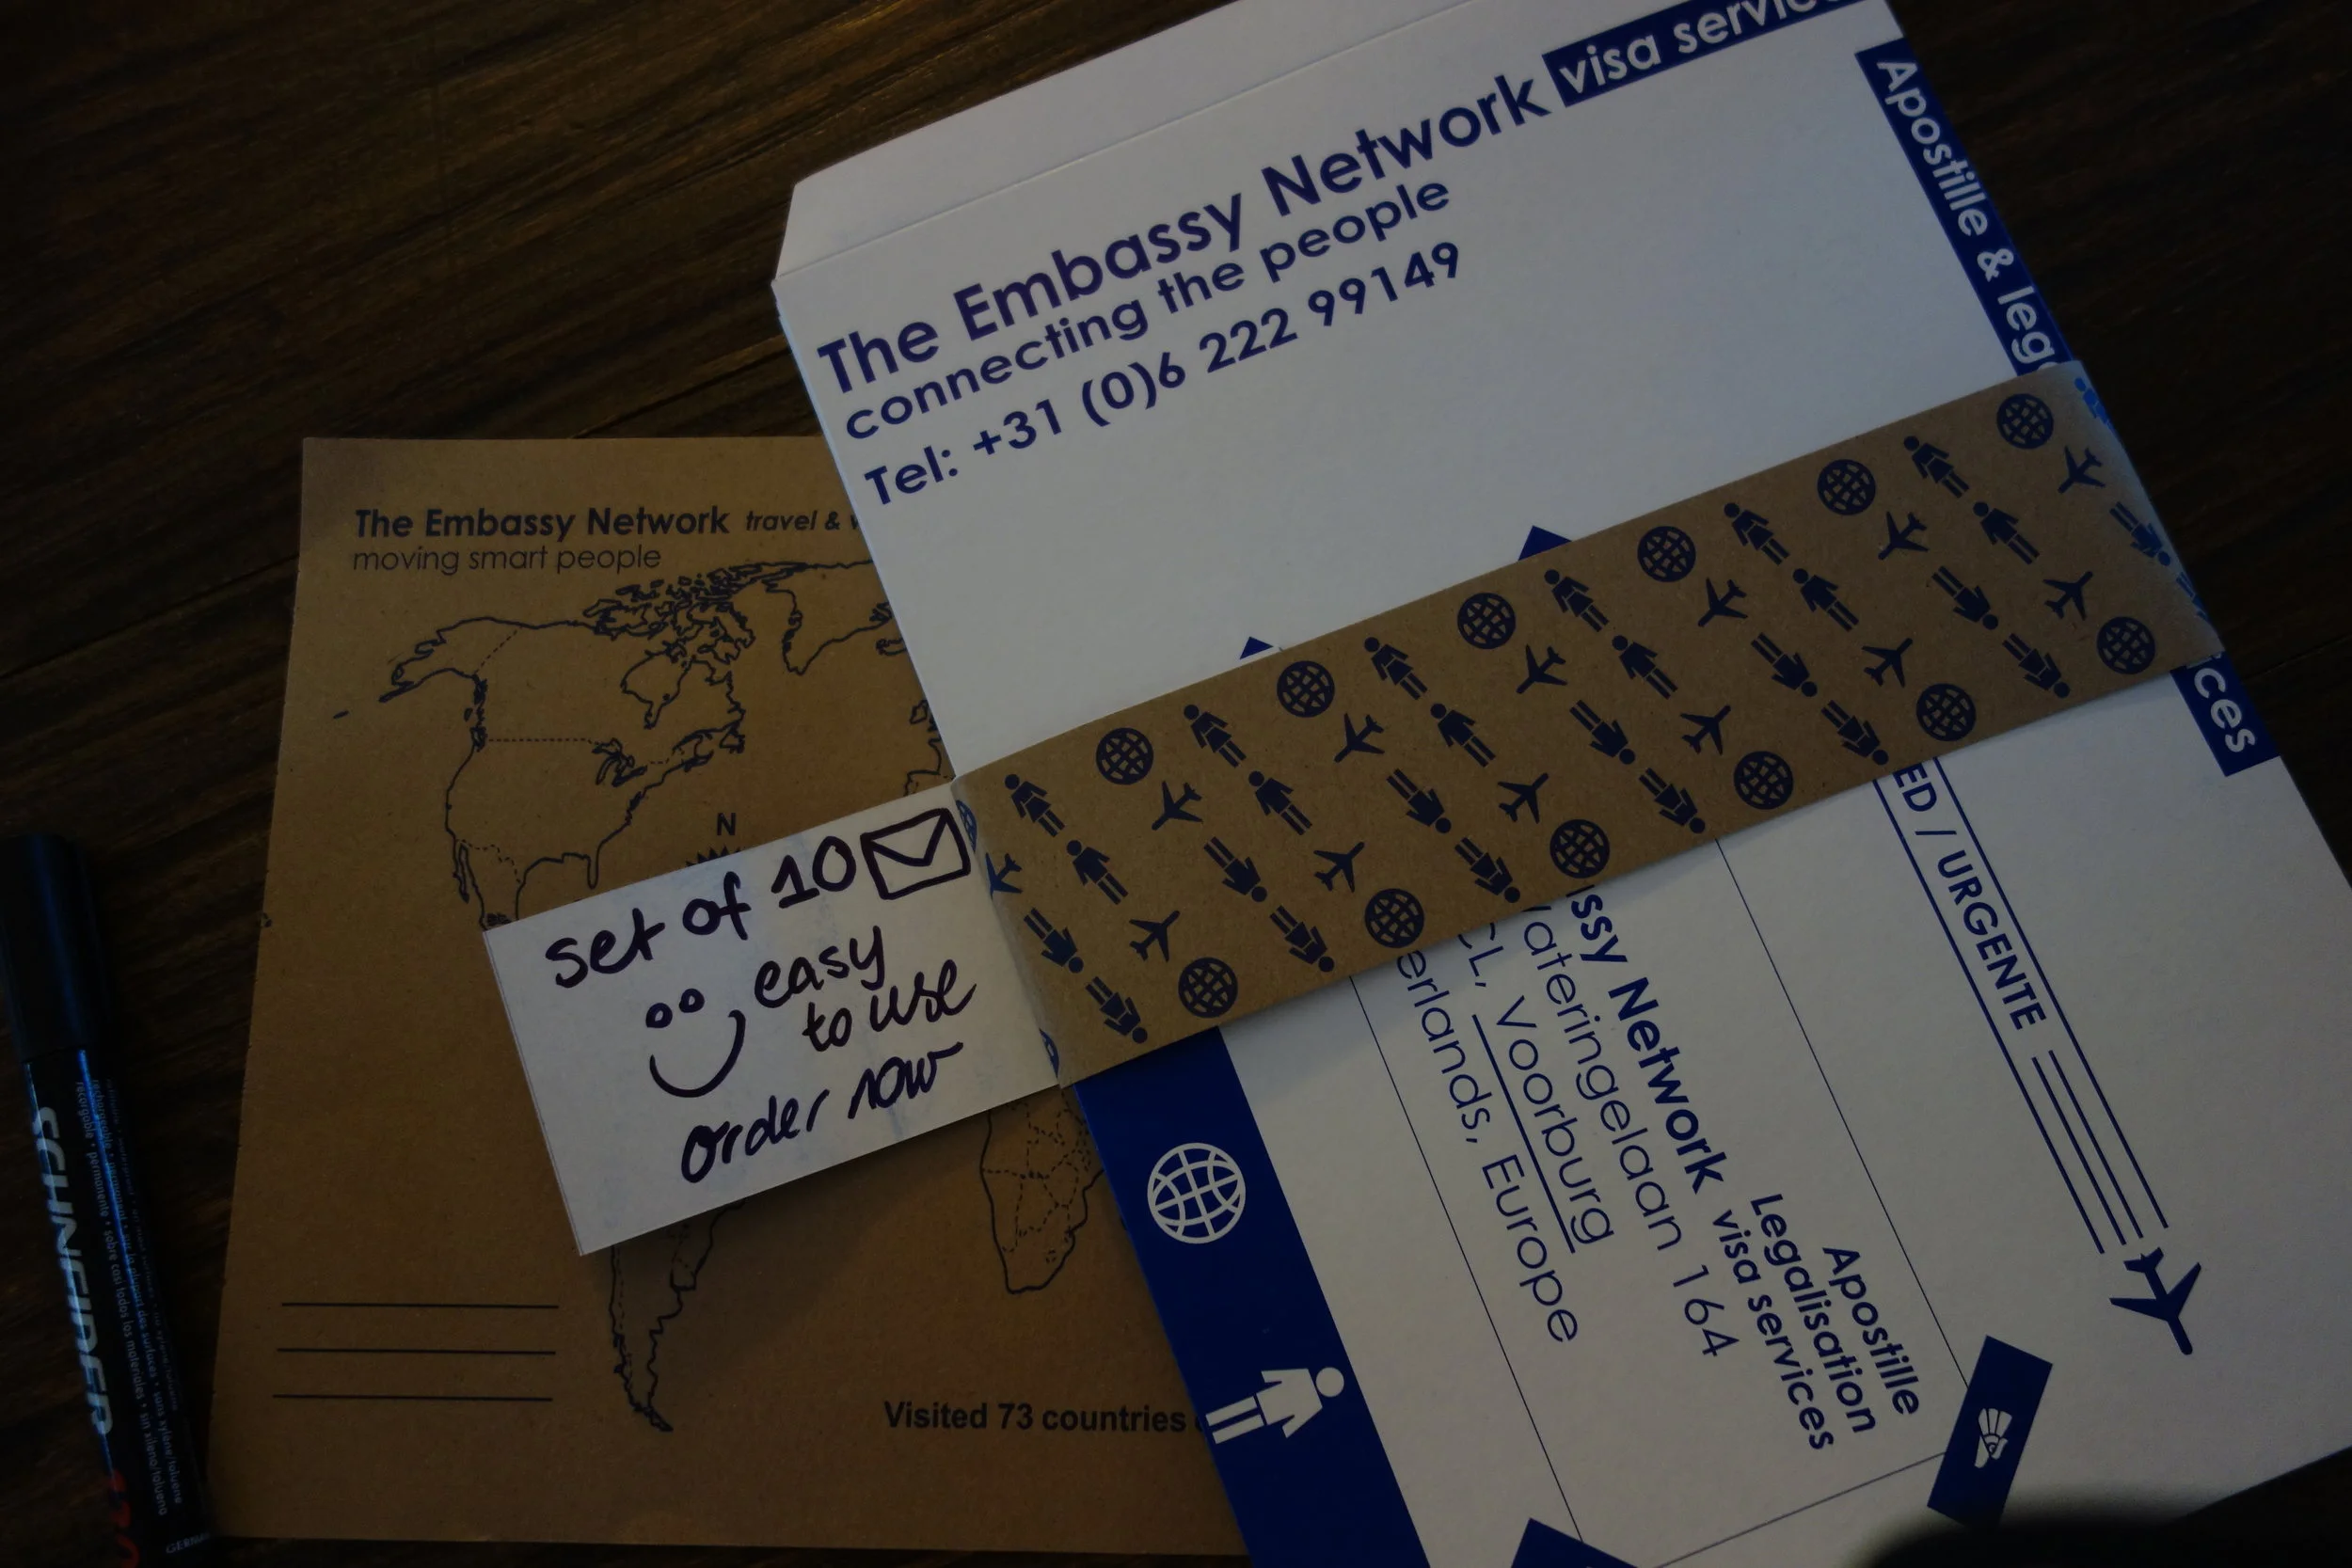 The Embassy Network visa servic
connecting the people
Tel: +31 (0)6 222 99149
Apostille & lega
ices
The Embassy Network travel &
moving smart people
N
set of 10
easy
to use
order now
ED / URGENTE
ssy Network visa services
ateringelaan 164
CL, Voorburg
erlands, Europe
Apostille
Legalisation
Visited 73 countries
SCHNEIDER